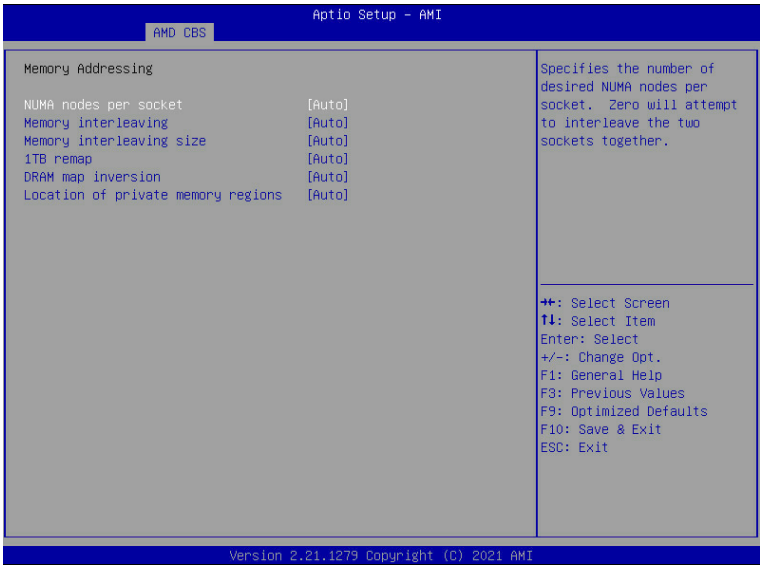 Aptio Setup - AMI
AMD CBS
Memory Addressing
NUMA nodes per socket [Auto]
Memory interleaving [Auto]
Memory interleaving size [Auto]
1TB remap [Auto]
DRAM map inversion [Auto]
Location of private memory regions [Auto]
Specifies the number of
desired NUMA nodes per
socket. Zero will attempt
to interleave the two
sockets together.
→←: Select Screen
↑↓: Select Item
Enter: Select
+/-: Change Opt.
F1: General Help
F3: Previous Values
F9: Optimized Defaults
F10: Save & Exit
ESC: Exit
Version 2.21.1279 Copyright (C) 2021 AMI